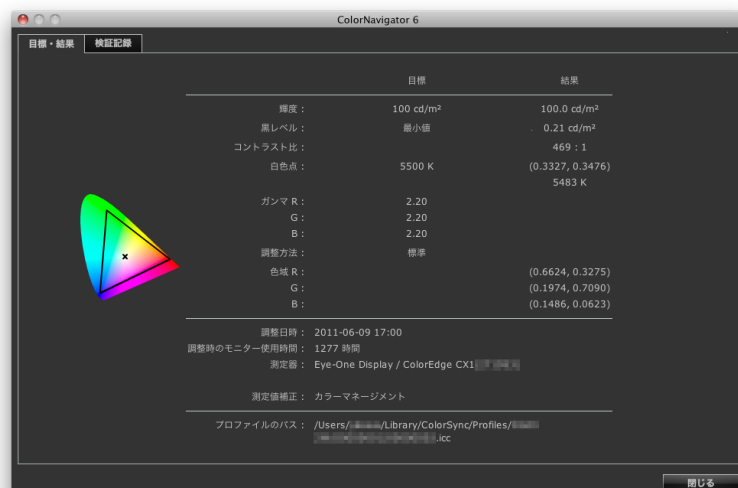 ColorNavigator 6
目標・結果 検証記録
目標 結果
輝度： 100 cd/m² 100.0 cd/m²
黒レベル： 最小値 0.21 cd/m²
コントラスト比： 469 : 1
白色点： 5500 K (0.3327, 0.3476)
5483 K
ガンマ R： 2.20
G： 2.20
B： 2.20
調整方法： 標準
色域 R： (0.6624, 0.3275)
G： (0.1974, 0.7090)
B： (0.1486, 0.0623)
調整日時： 2011-06-09 17:00
調整時のモニター使用時間： 1277 時間
測定器： Eye-One Display / ColorEdge CX1
測定値補正： カラーマネージメント
プロファイルのパス： /Users/ /Library/ColorSync/Profiles/
.icc
閉じる